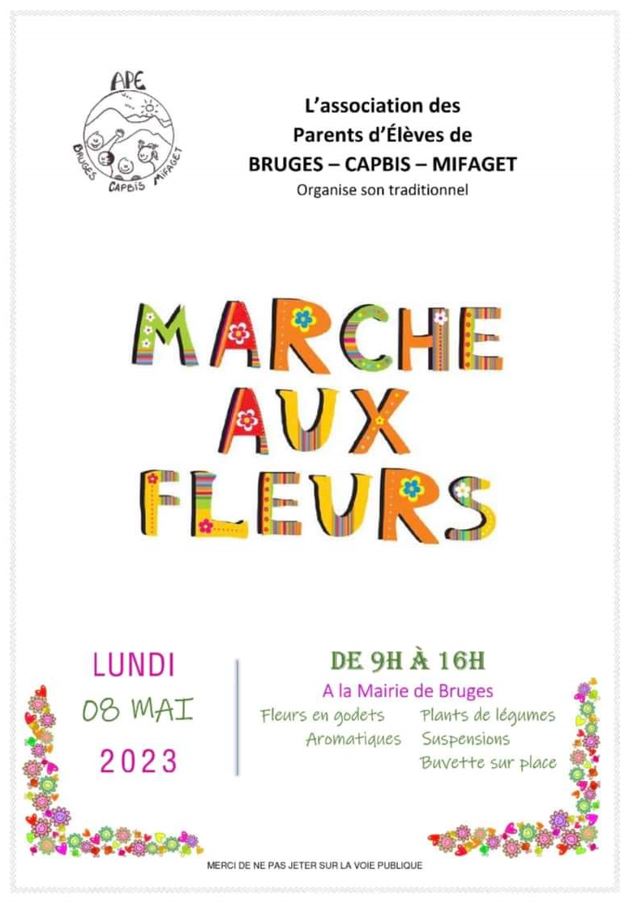 APE
BRUGES CAPBIS MIFAGET
L'association des
Parents d'Élèves de
BRUGES – CAPBIS – MIFAGET
Organise son traditionnel
MARCHE
AUX
FLEURS
LUNDI
08 MAI
2023
DE 9H À 16H
A la Mairie de Bruges
Fleurs en godets Plants de légumes
Aromatiques Suspensions
Buvette sur place
MERCI DE NE PAS JETER SUR LA VOIE PUBLIQUE